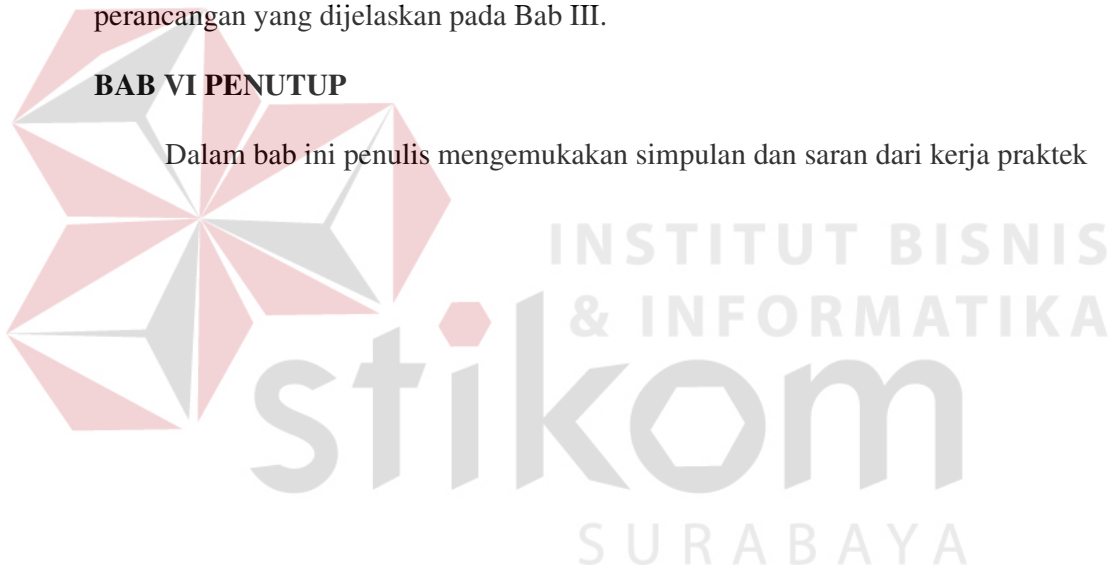 perancangan yang dijelaskan pada Bab III.
BAB VI PENUTUP
Dalam bab ini penulis mengemukakan simpulan dan saran dari kerja praktek
INSTITUT BISNIS
& INFORMATIKA
stikom
SURABAYA